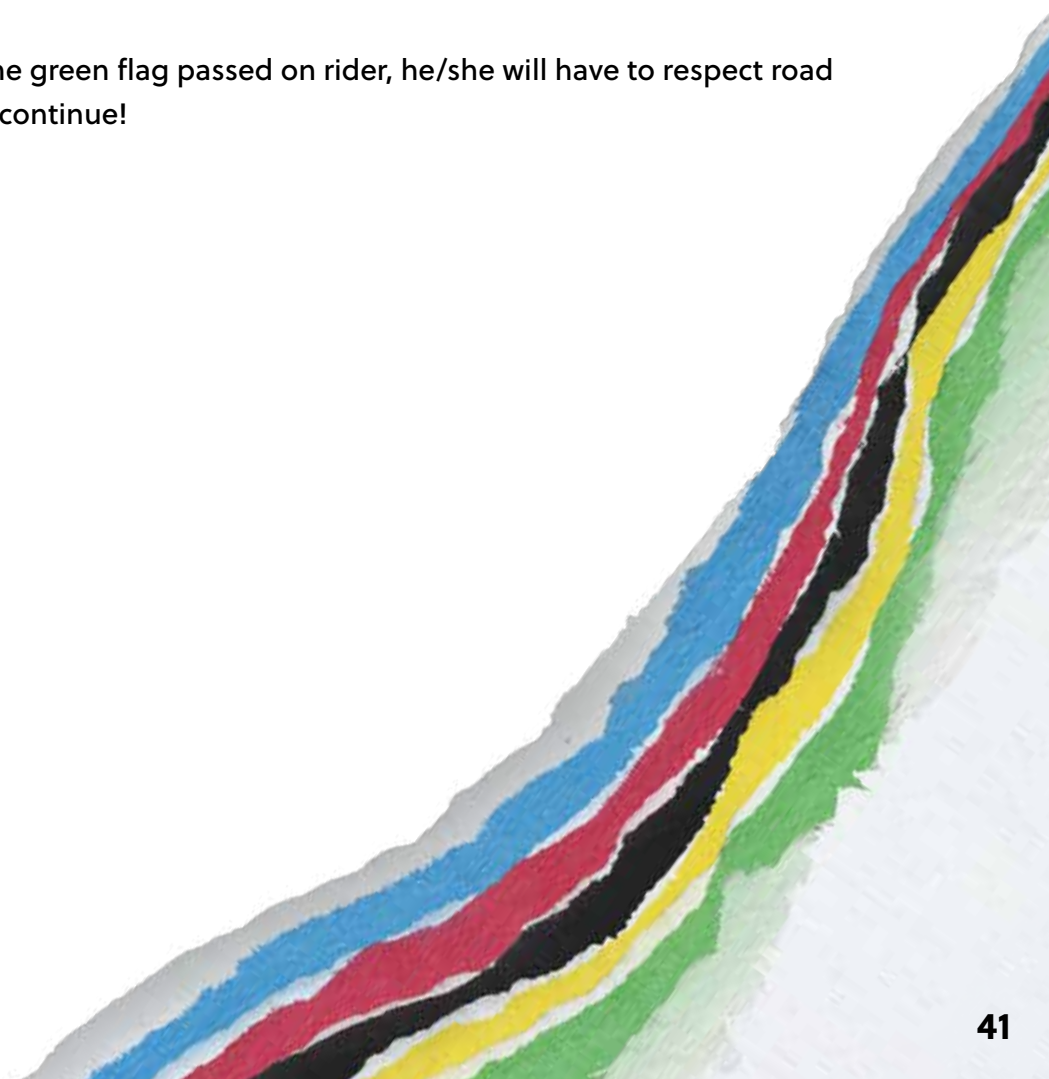 he green flag passed on rider, he/she will have to respect road
continue!
41